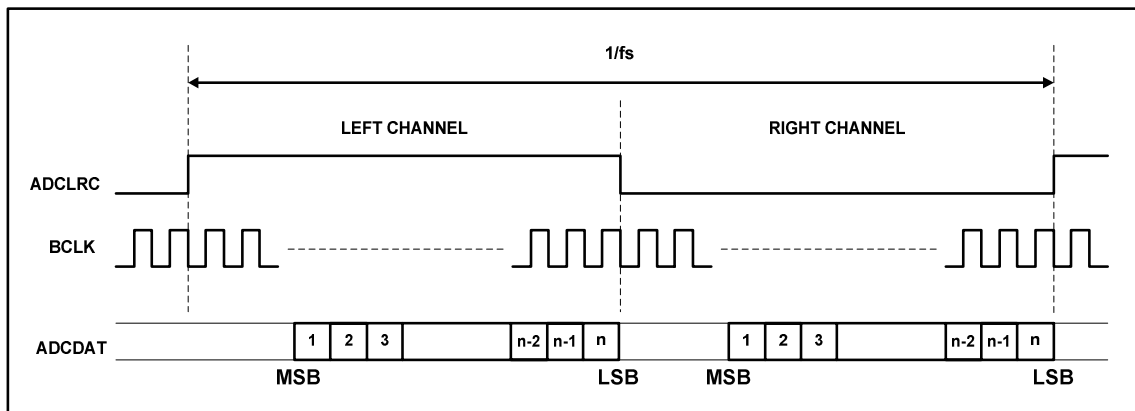 1/fs
LEFT CHANNEL RIGHT CHANNEL
ADCLRC
BCLK
ADCDAT 1 2 3 n-2 n-1 n 1 2 3 n-2 n-1 n
MSB LSB MSB LSB